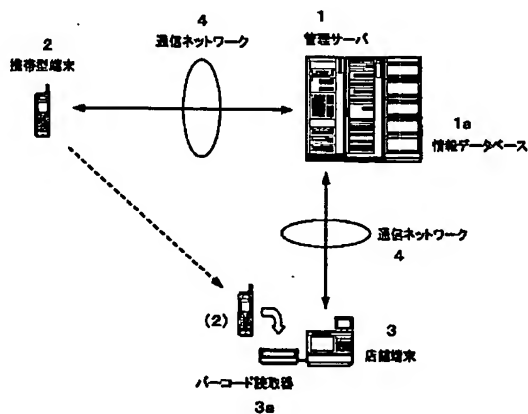 4
通信ネットワーク
1
管理サーバ
2
携帯型端末
1a
情報データベース
通信ネットワーク
4
(2)
3
店舗端末
バーコード読取器
3a